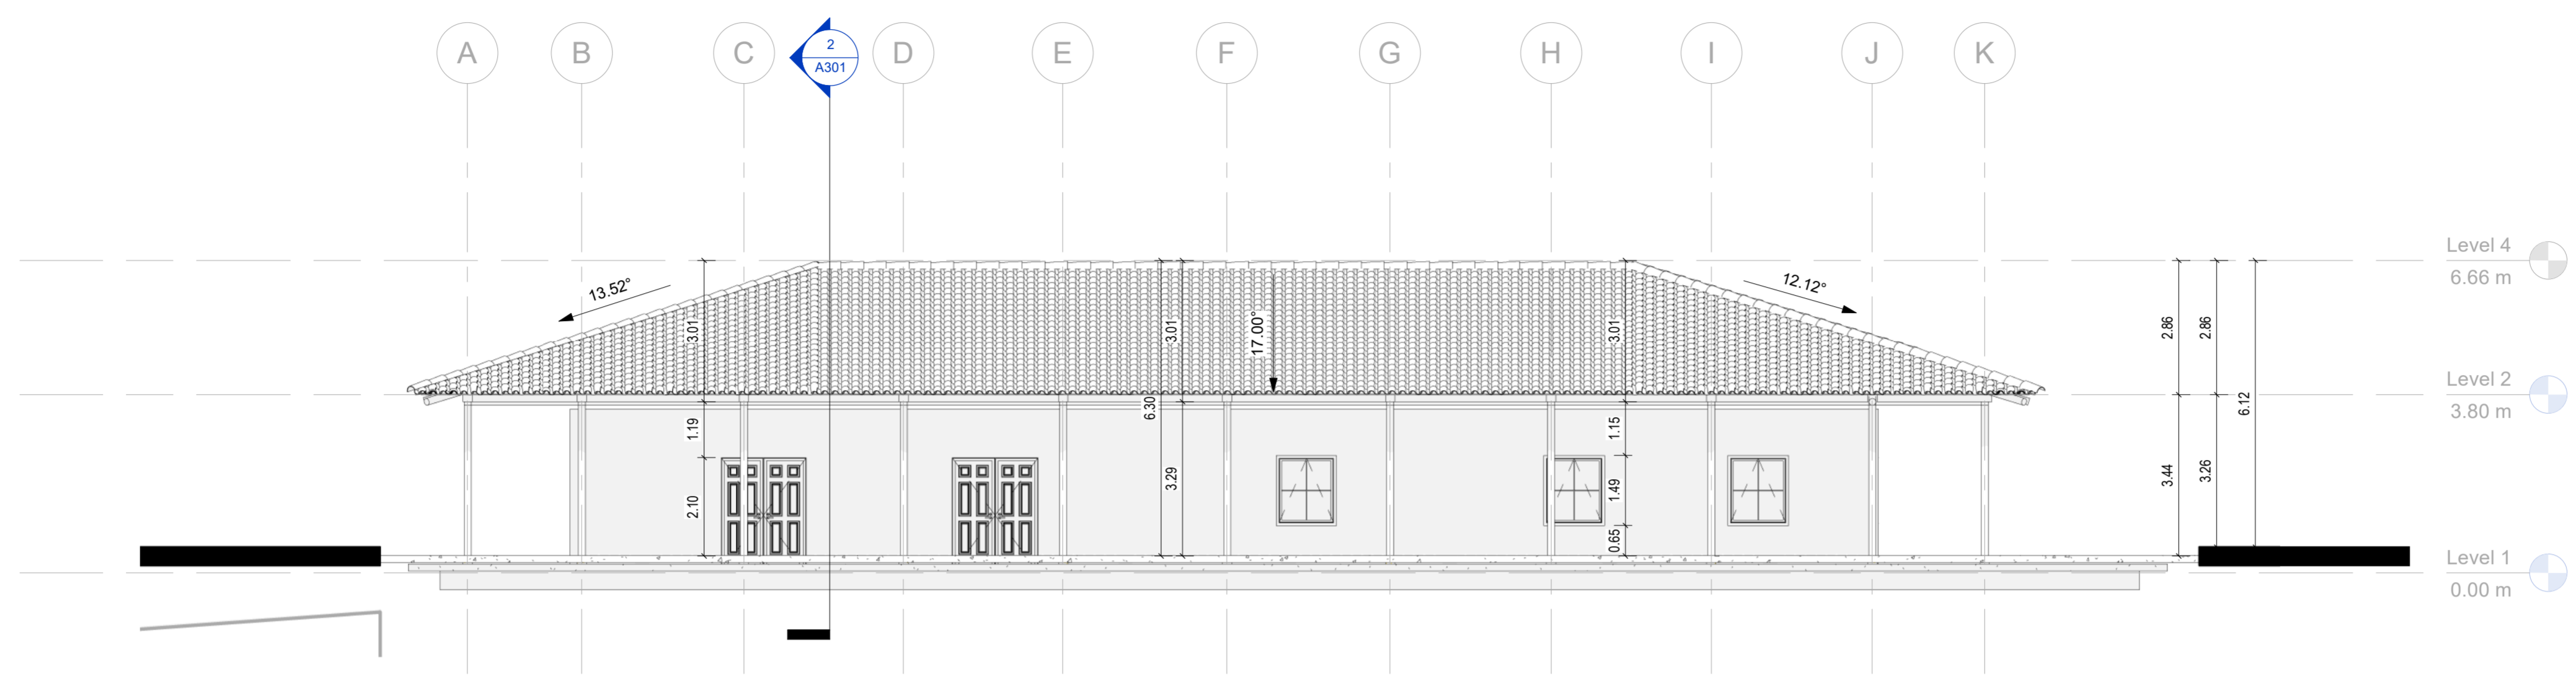 A B C D E F G H I J K
2
A301
Level 4
6.66 m
13.52°
12.12°
3.01
3.01
17.00°
3.01
2.86
2.86
Level 2
3.80 m
6.30
6.12
1.19
1.15
2.10
3.29
1.49
0.65
3.44
3.26
Level 1
0.00 m